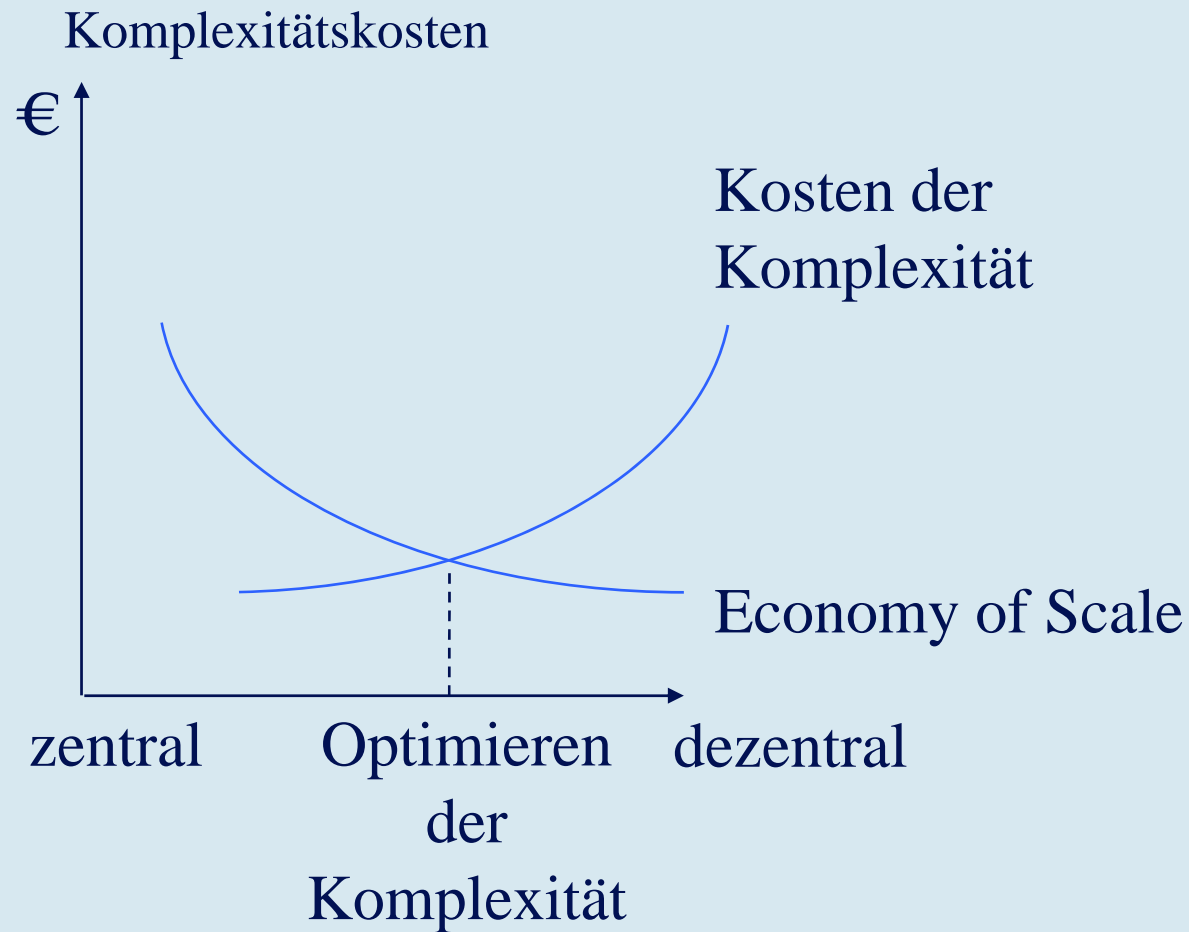 Komplexitätskosten
€
Kosten der
Komplexität
Economy of Scale
zentral
Optimieren
der
Komplexität
dezentral